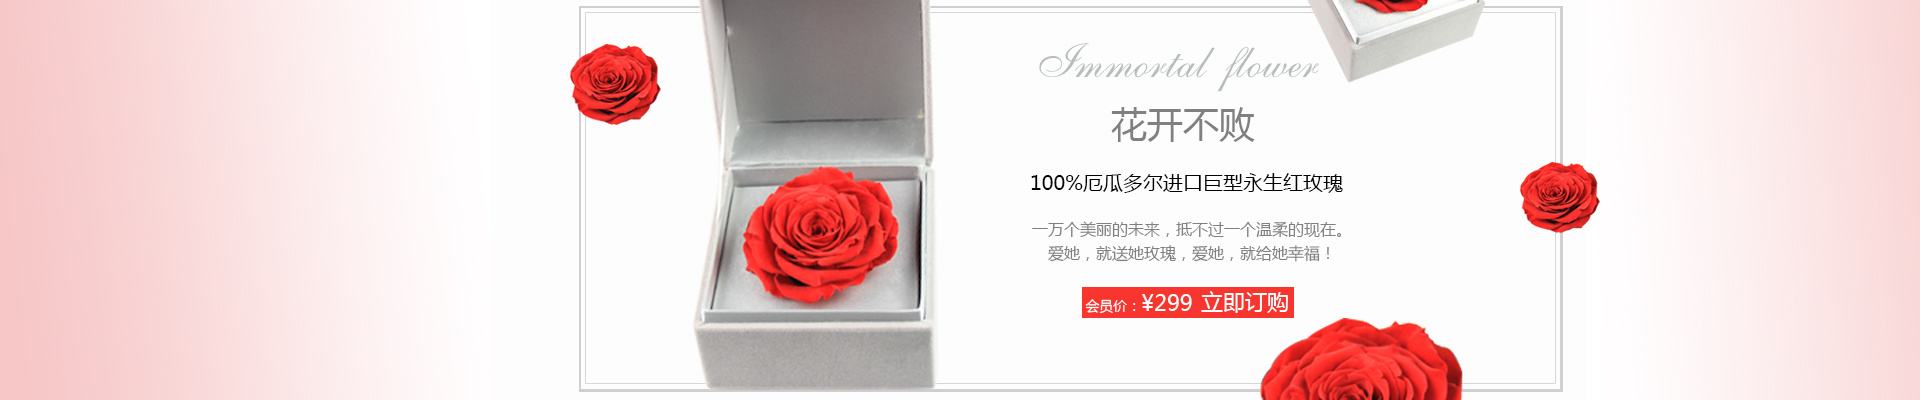 Immortal flower
花开不败
100%厄瓜多尔进口巨型永生红玫瑰
一万个美丽的未来，抵不过一个温柔的现在。
爱她，就送她玫瑰，爱她，就给她幸福！
会员价：¥299 立即订购